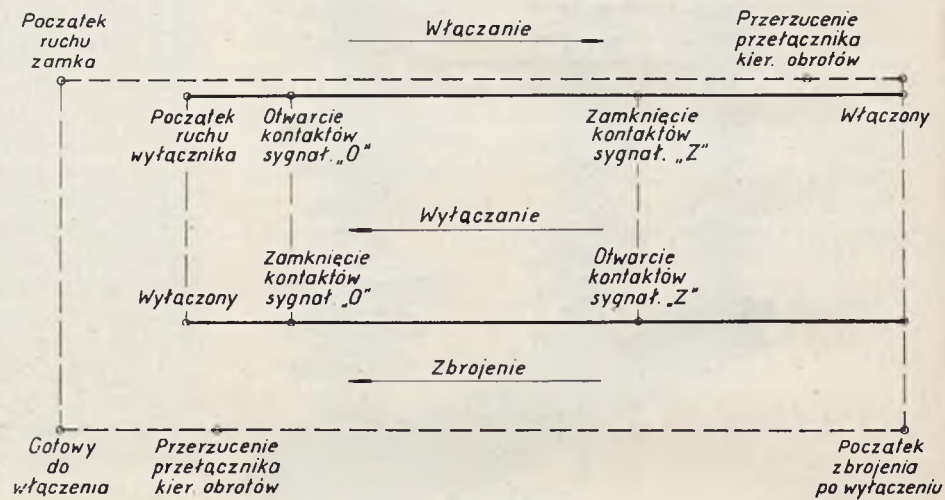 Początek
ruchu
zamka
Włączanie
Przerzucenie
przełącznika
kier. obrotów
Początek
ruchu
wyłącznika
Otwarcie
kontaktów
sygnał. „O"
Zamknięcie
kontaktów
sygnał. „Z"
Włączony
Wyłączanie
Wyłączony
Zamknięcie
kontaktów
sygnał. „O"
Otwarcie
kontaktów
sygnał. „Z"
Zbrojenie
Gotowy
do
włączenia
Przerzucenie
przełącznika
kier. obrotów
Początek
zbrojenia
po wyłączeniu